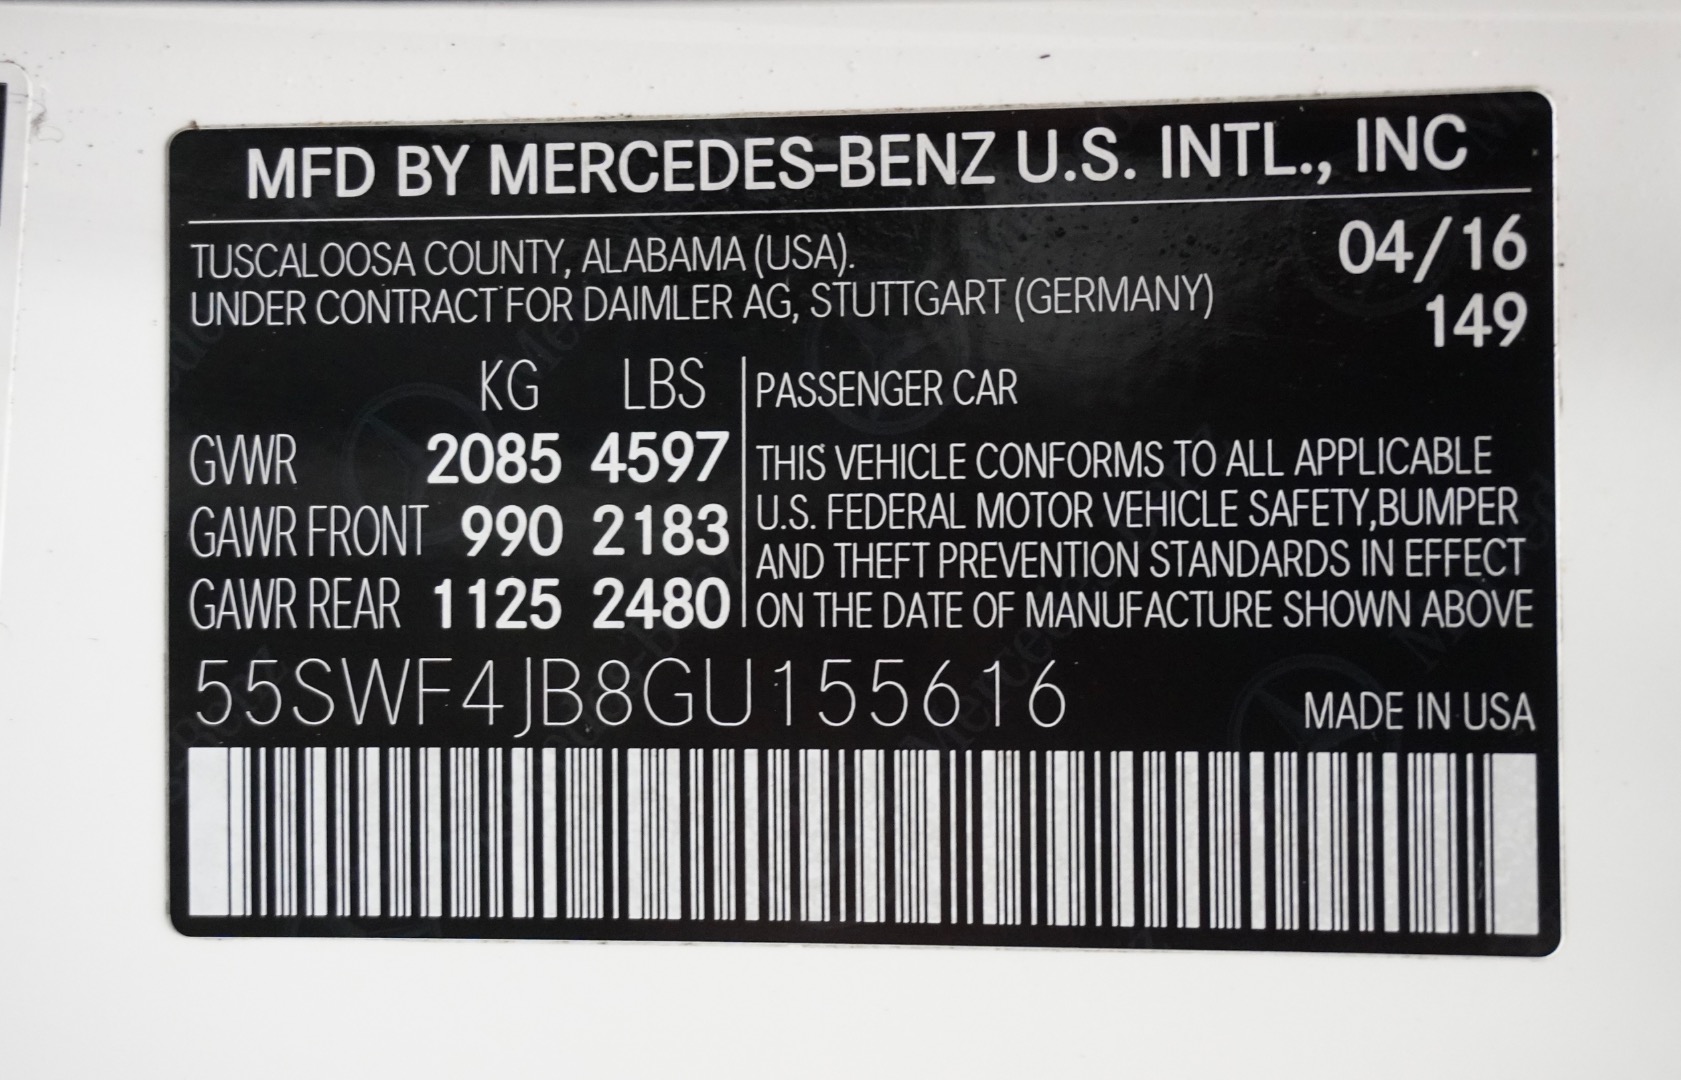 MFD BY MERCEDES-BENZ U.S. INTL., INC
TUSCALOOSA COUNTY, ALABAMA (USA). 04/16
UNDER CONTRACT FOR DAIMLER AG, STUTTGART (GERMANY) 149
KG LBS
GVWR 2085 4597
GAWR FRONT 990 2183
GAWR REAR 1125 2480
PASSENGER CAR
THIS VEHICLE CONFORMS TO ALL APPLICABLE
U.S. FEDERAL MOTOR VEHICLE SAFETY,BUMPER
AND THEFT PREVENTION STANDARDS IN EFFECT
ON THE DATE OF MANUFACTURE SHOWN ABOVE
55SWF4JB8GU155616
MADE IN USA